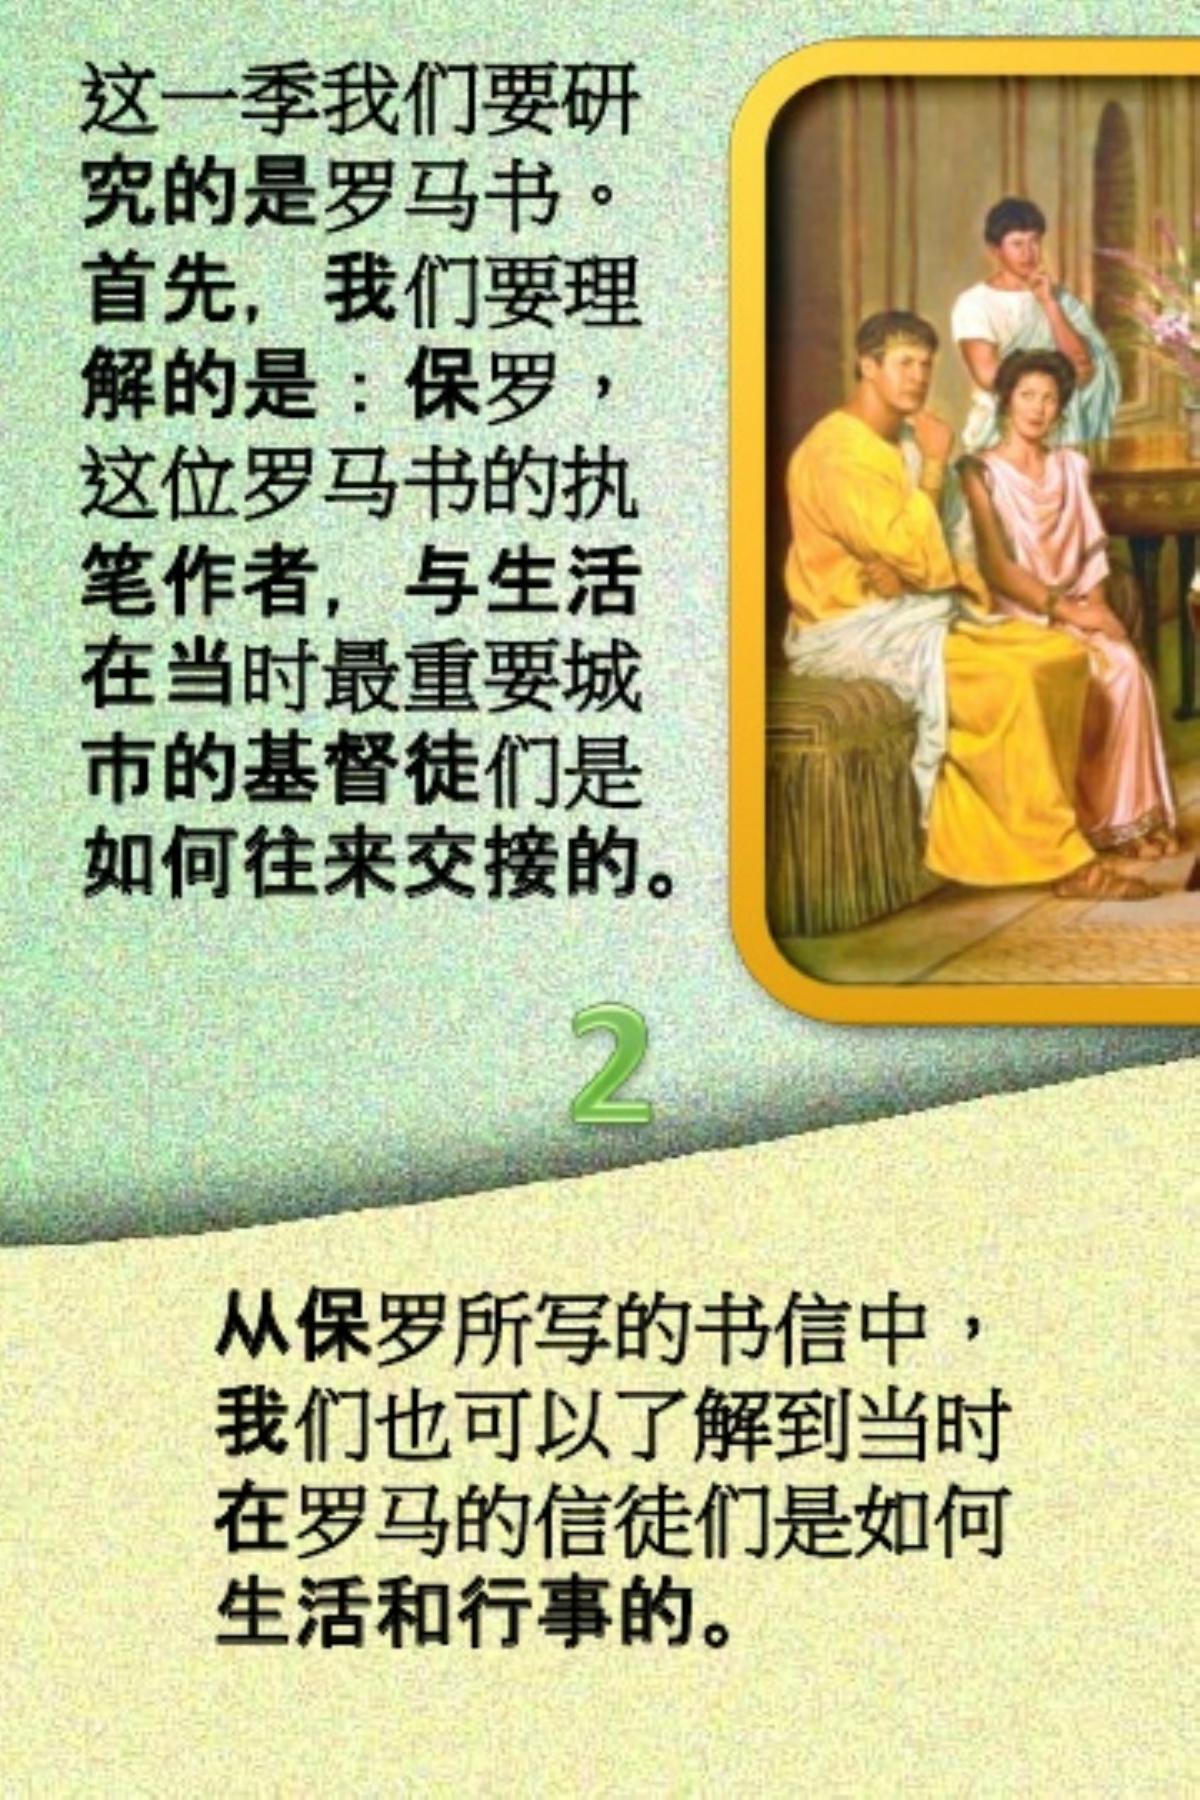 这一季我们要研
究的是罗马书。
首先, 我们要理
解的是：保罗，
这位罗马书的执
笔作者, 与生活
在当时最重要城
市的基督徒们是
如何往来交接的。
2
从保罗所写的书信中，
我们也可以了解到当时
在罗马的信徒们是如何
生活和行事的。